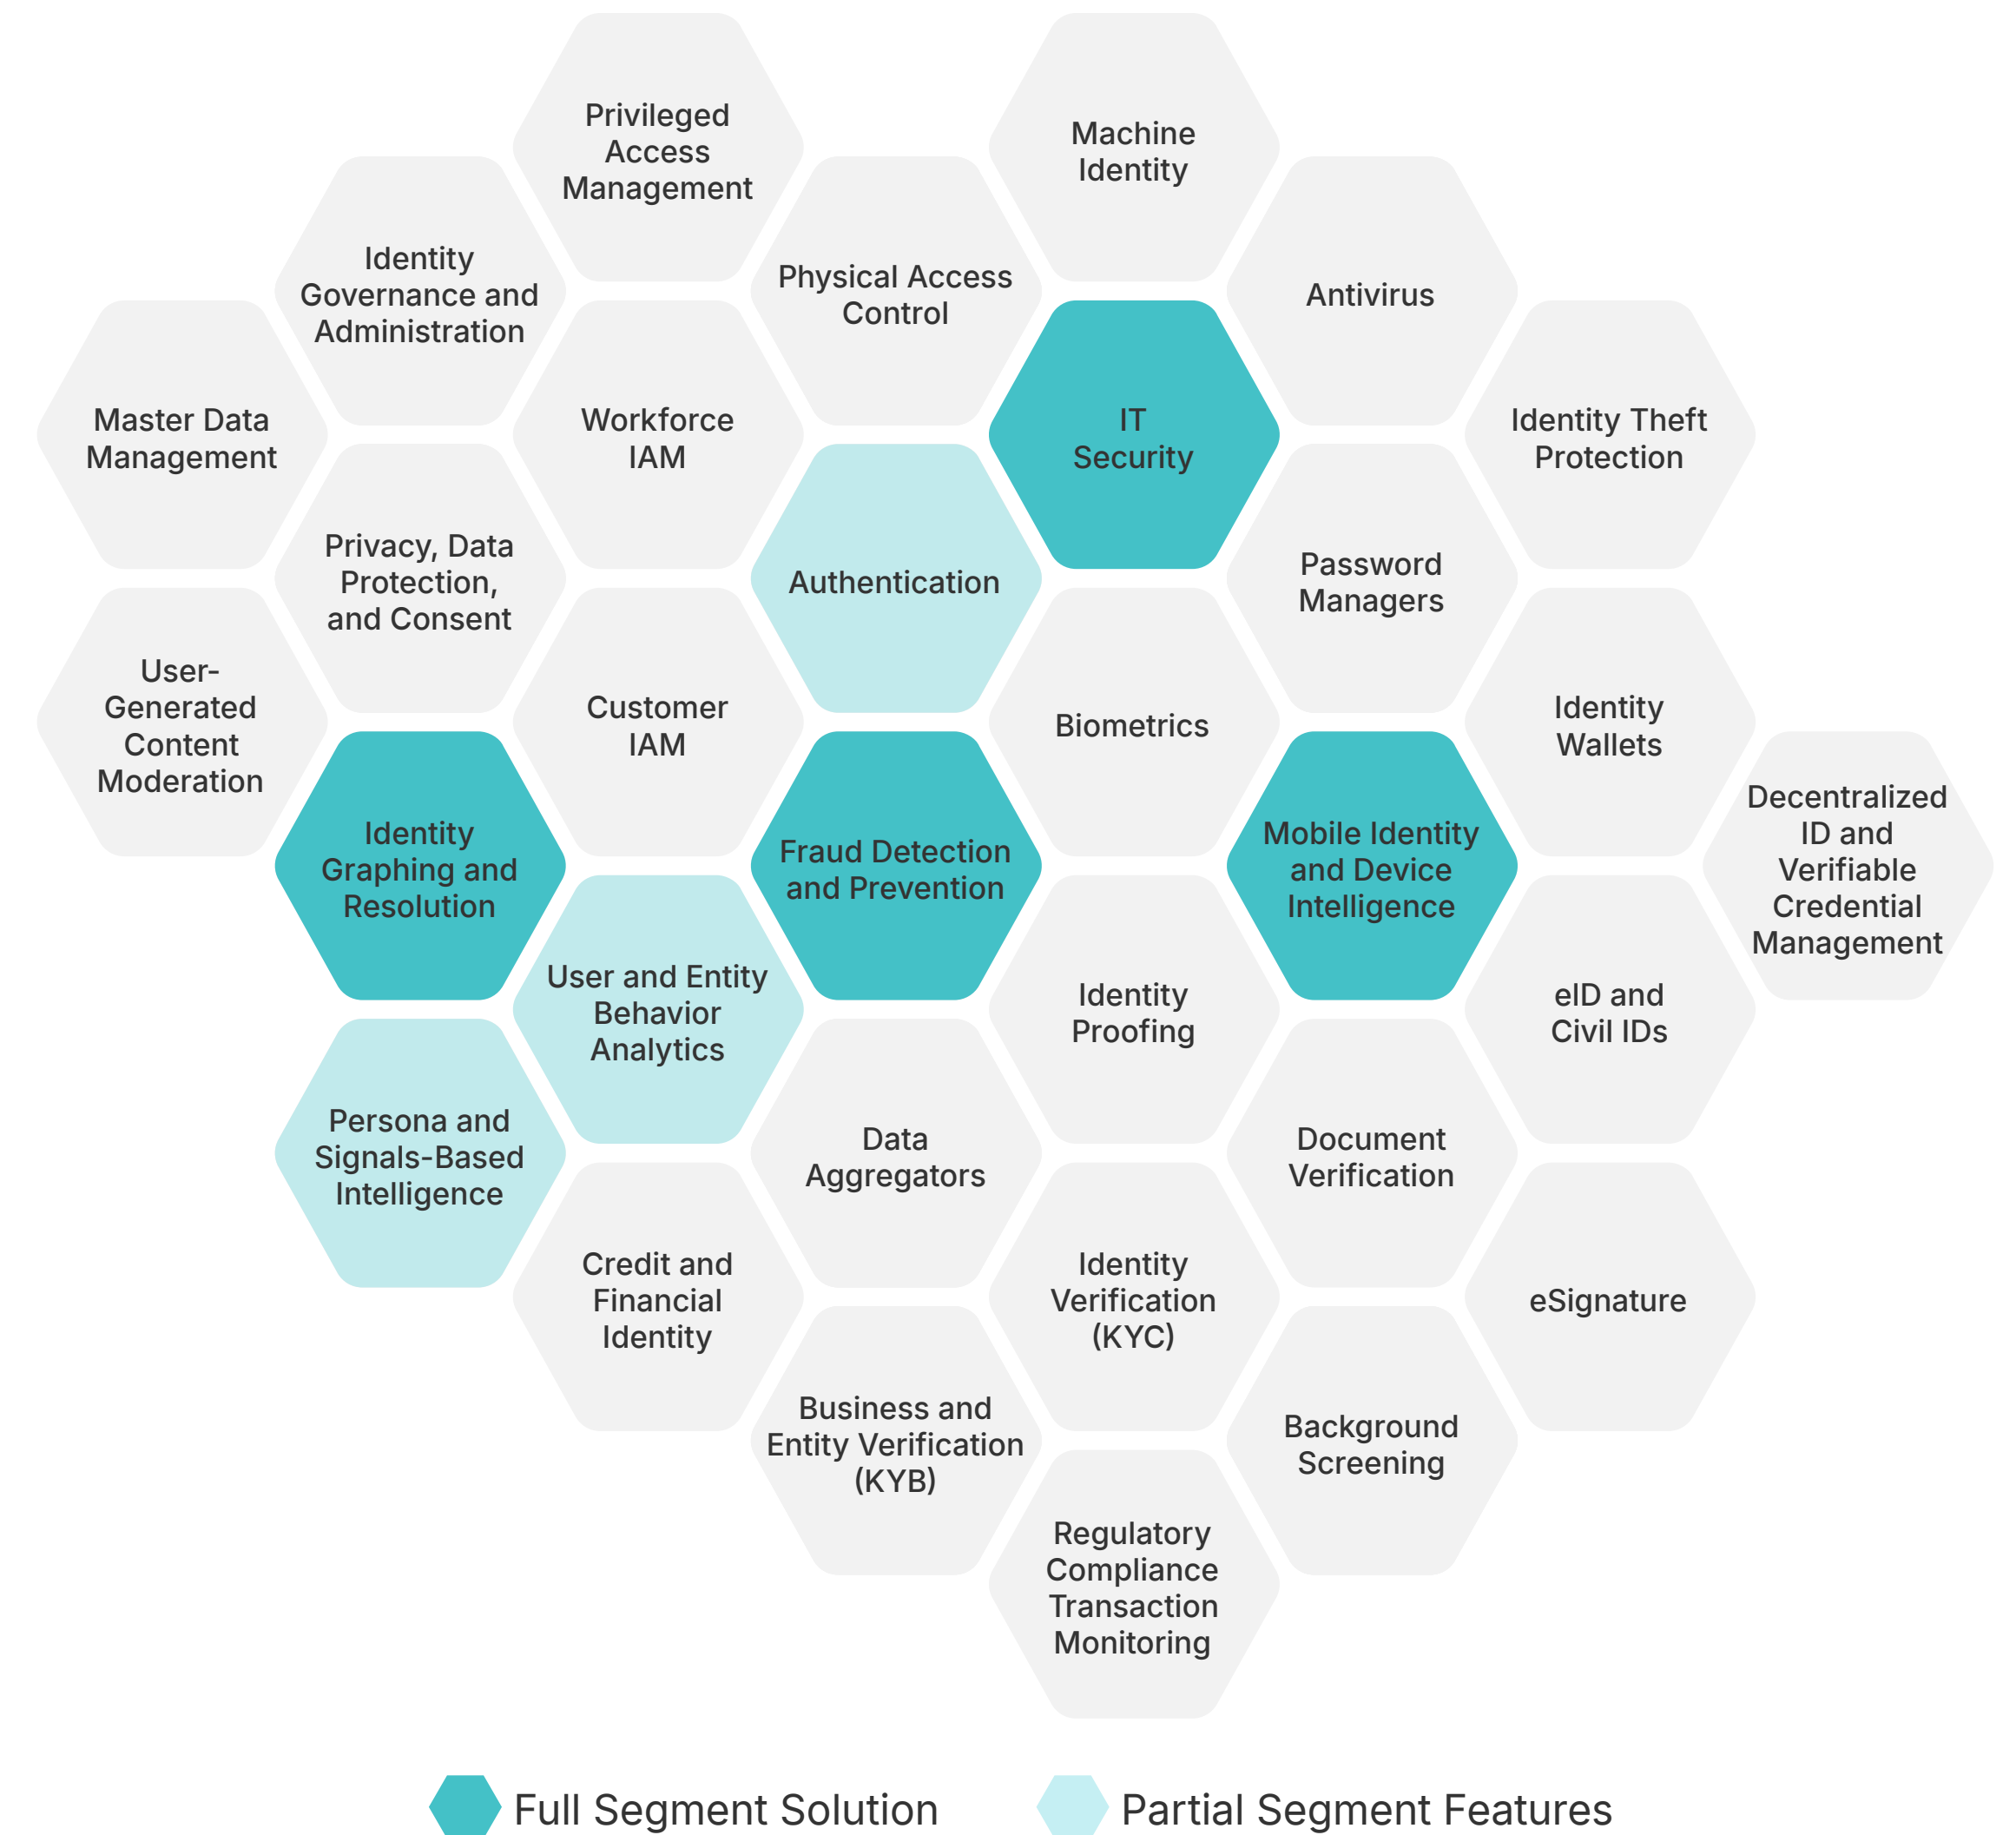 Privileged
Access
Management
Machine
Identity
Identity
Governance and
Administration
Physical Access
Control
Antivirus
Master Data
Management
Workforce
IAM
IT
Security
Identity Theft
Protection
Privacy, Data
Protection,
and Consent
Authentication
Password
Managers
User-
Generated
Content
Moderation
Customer
IAM
Biometrics
Identity
Wallets
Identity
Graphing and
Resolution
Fraud Detection
and Prevention
Mobile Identity
and Device
Intelligence
Decentralized
ID and
Verifiable
Credential
Management
User and Entity
Behavior
Analytics
Identity
Proofing
eID and
Civil IDs
Persona and
Signals-Based
Intelligence
Data
Aggregators
Document
Verification
Credit and
Financial
Identity
Identity
Verification
(KYC)
eSignature
Business and
Entity Verification
(KYB)
Background
Screening
Regulatory
Compliance
Transaction
Monitoring
Full Segment Solution
Partial Segment Features